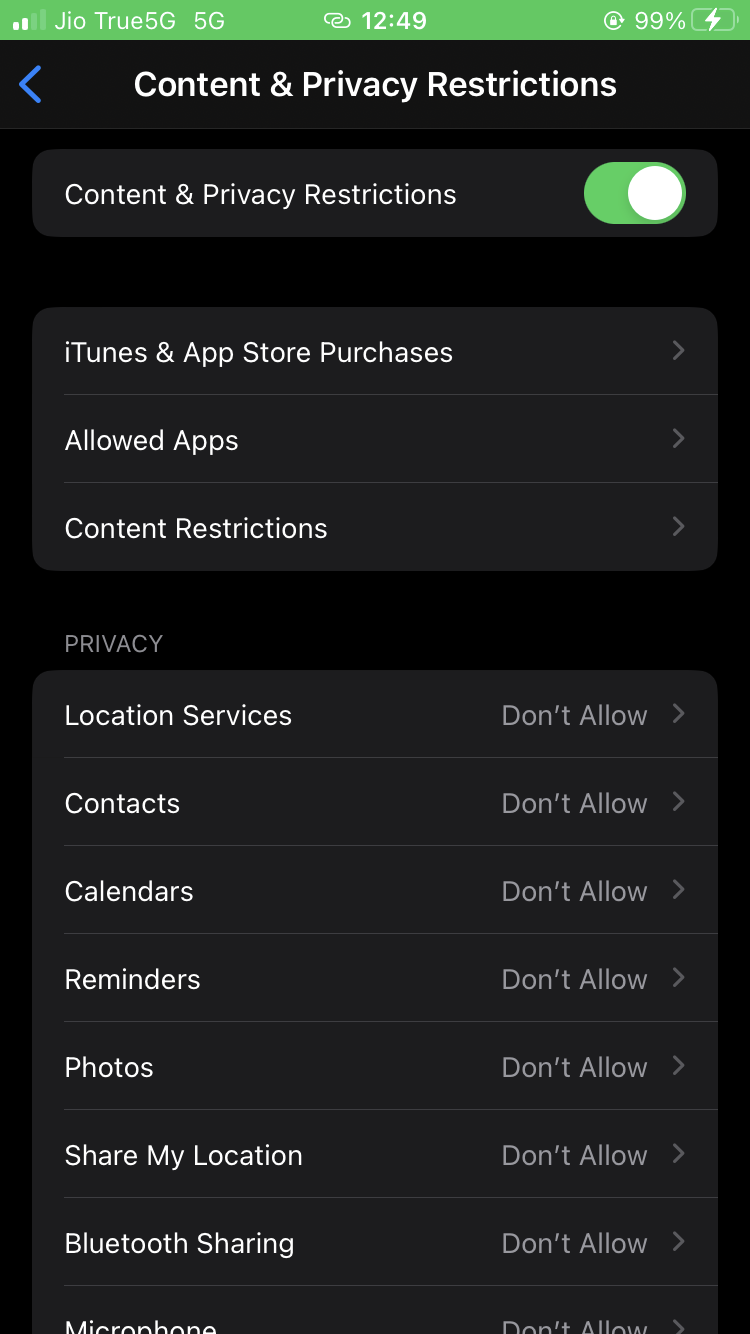 Jio True5G 5G 12:49 99%
Content & Privacy Restrictions
Content & Privacy Restrictions
iTunes & App Store Purchases
Allowed Apps
Content Restrictions
PRIVACY
Location Services Don’t Allow
Contacts Don’t Allow
Calendars Don’t Allow
Reminders Don’t Allow
Photos Don’t Allow
Share My Location Don’t Allow
Bluetooth Sharing Don’t Allow
Microphone Don’t Allow